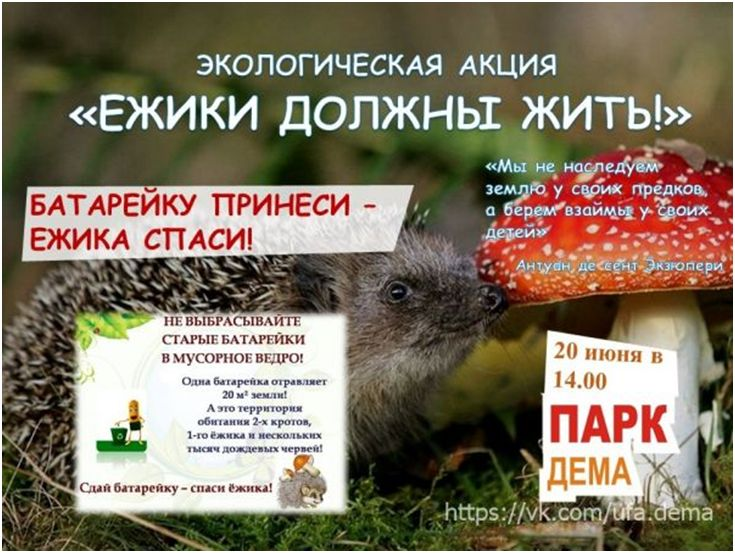 ЭКОЛОГИЧЕСКАЯ АКЦИЯ
«ЕЖИКИ ДОЛЖНЫ ЖИТЬ!»
«Мы не наследуем
землю у своих предков,
а берем взаймы у своих
детей»
Антуан де сент Экзюпери
БАТАРЕЙКУ ПРИНЕСИ –
ЕЖИКА СПАСИ!
НЕ ВЫБРАСЫВАЙТЕ
СТАРЫЕ БАТАРЕЙКИ
В МУСОРНОЕ ВЕДРО!
Одна батарейка отравляет
20 м² земли!
А это территория
обитания 2-х кротов,
1-го ёжика и нескольких
тысяч дождевых червей!
Сдай батарейку – спаси ёжика!
20 июня в
14.00
ПАРК
ДЕМА
https://vk.com/ufa.dema